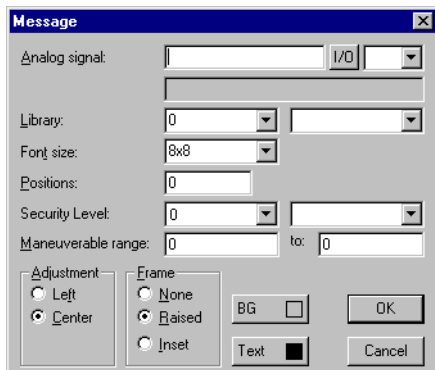 Message
Analog signal: I/O
Library: 0
Font size: 8x8
Positions: 0
Security Level: 0
Maneuverable range: 0 to: 0
Adjustment
Left
Center
Frame
None
Raised
Inset
BG
Text
OK
Cancel